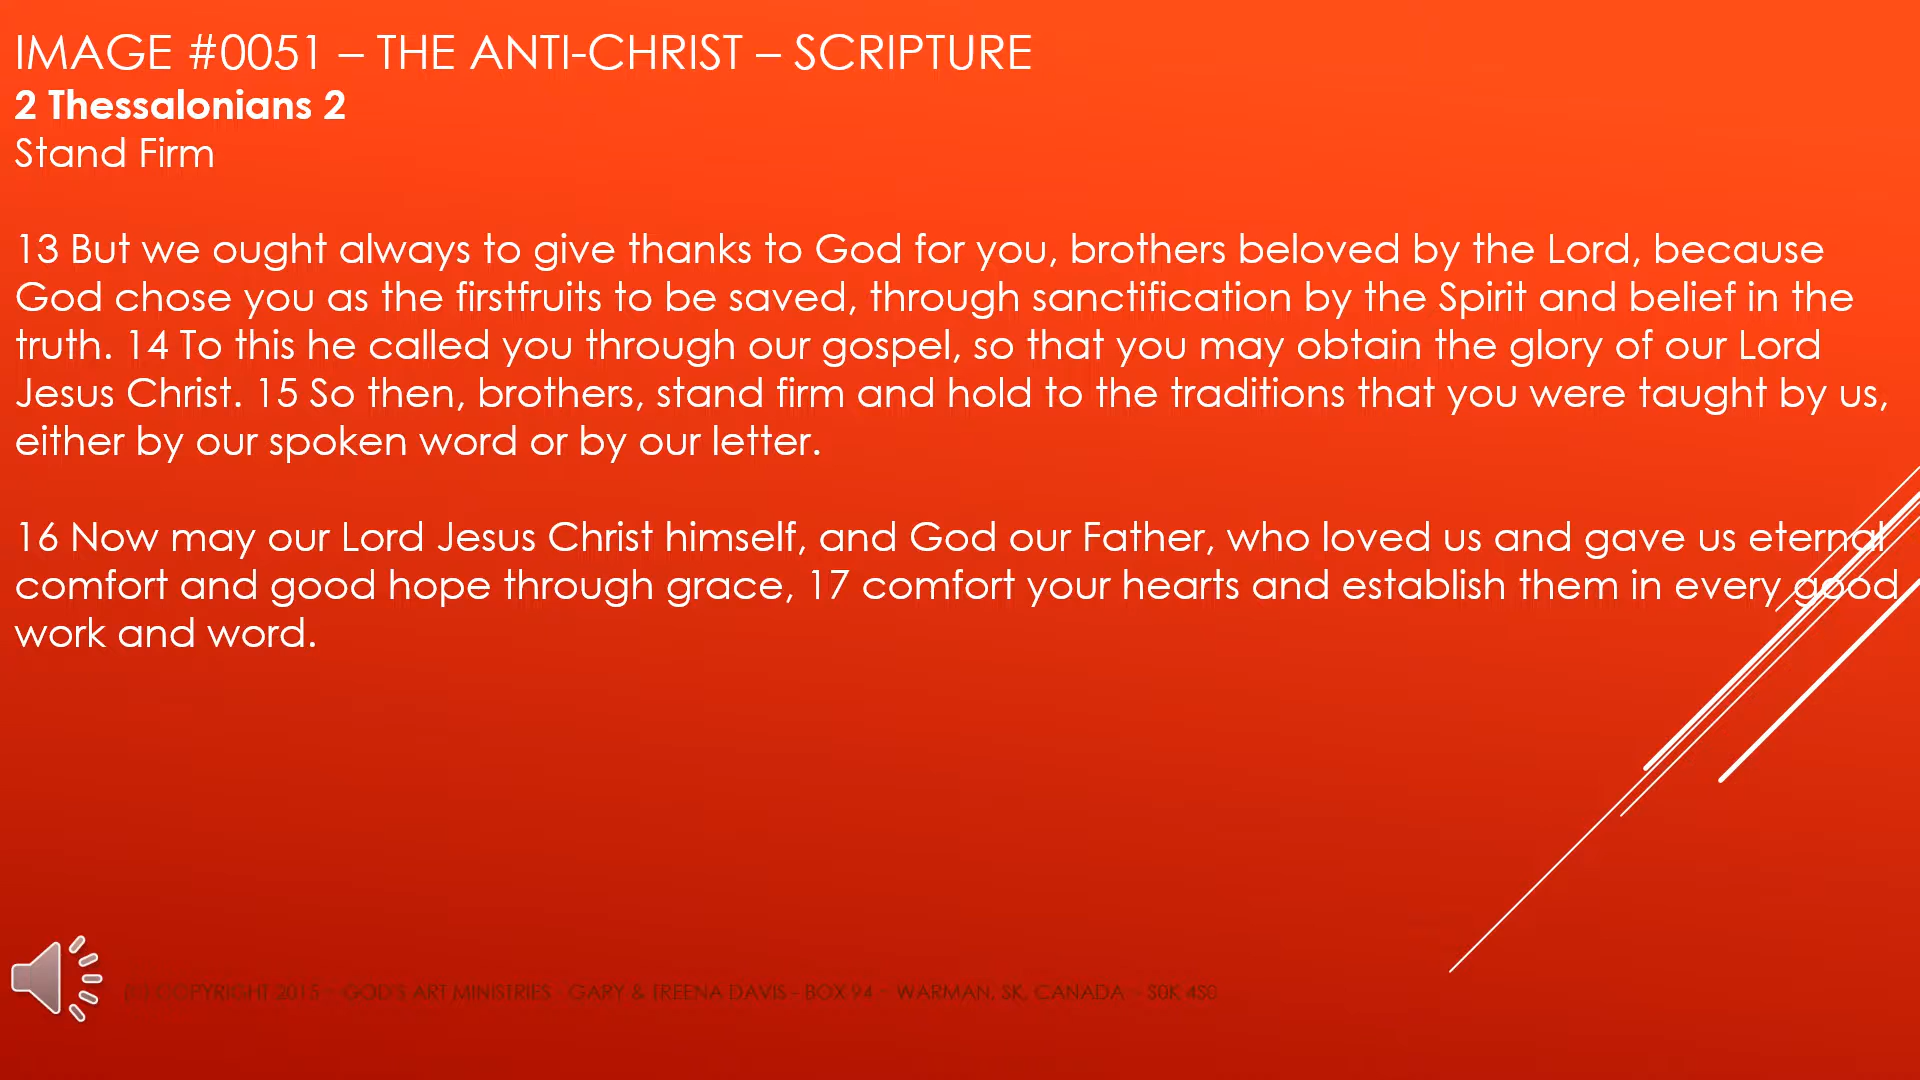 IMAGE #0051 – THE ANTI-CHRIST – SCRIPTURE
2 Thessalonians 2
Stand Firm
13 But we ought always to give thanks to God for you, brothers beloved by the Lord, because
God chose you as the firstfruits to be saved, through sanctification by the Spirit and belief in the
truth. 14 To this he called you through our gospel, so that you may obtain the glory of our Lord
Jesus Christ. 15 So then, brothers, stand firm and hold to the traditions that you were taught by us,
either by our spoken word or by our letter.
16 Now may our Lord Jesus Christ himself, and God our Father, who loved us and gave us eternal
comfort and good hope through grace, 17 comfort your hearts and establish them in every good
work and word.
COPYRIGHT 2015 – GOD'S ART MINISTRIES - GARY & TREENA DAVIS - BOX 94 – WARMAN, SK, CANADA – S0K 4S0